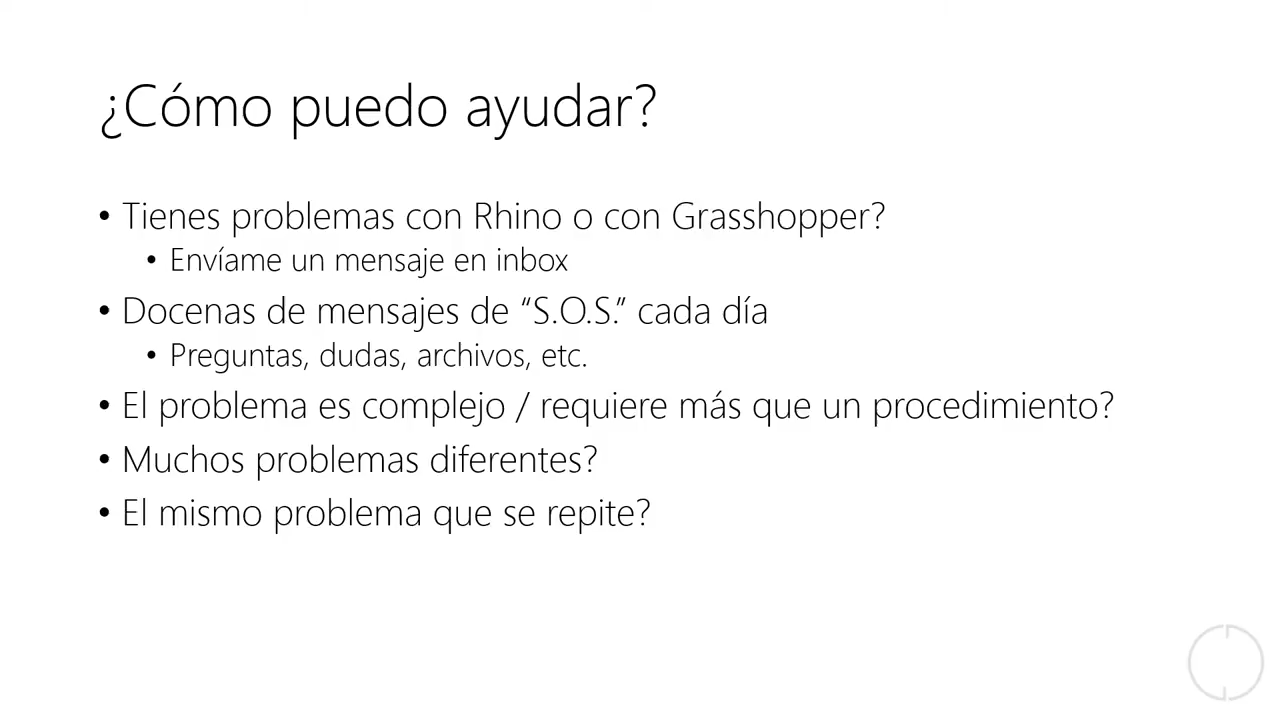 ¿Cómo puedo ayudar?
• Tienes problemas con Rhino o con Grasshopper?
• Envíame un mensaje en inbox
• Docenas de mensajes de “S.O.S.” cada día
• Preguntas, dudas, archivos, etc.
• El problema es complejo / requiere más que un procedimiento?
• Muchos problemas diferentes?
• El mismo problema que se repite?